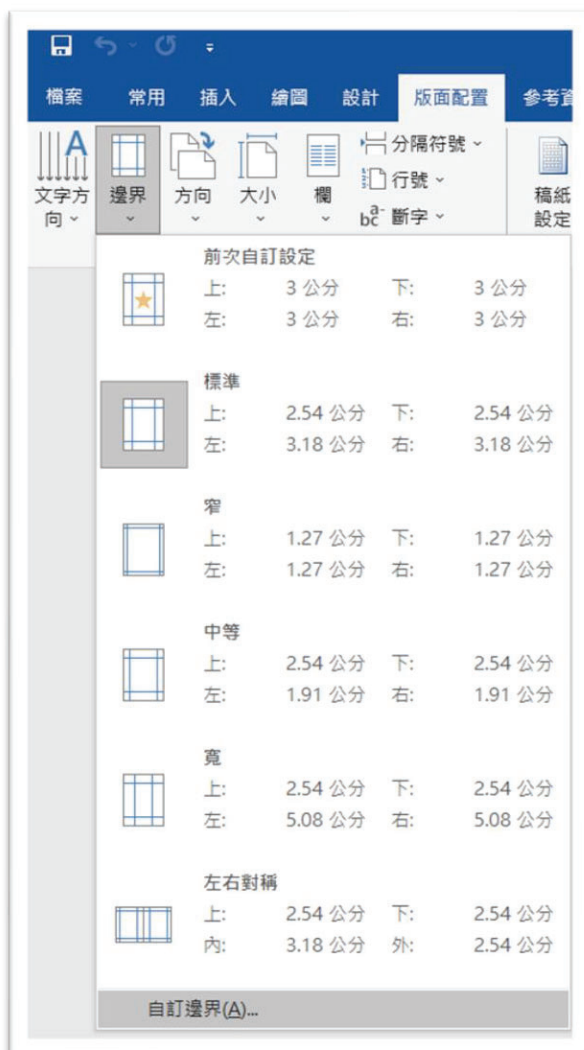 檔案 常用 插入 繪圖 設計 版面配置 參考
文字方向 邊界 方向 大小 欄 分隔符號 行號 斷字 稿紙設定
前次自訂設定
上: 3 公分 下: 3 公分
左: 3 公分 右: 3 公分
標準
上: 2.54 公分 下: 2.54 公分
左: 3.18 公分 右: 3.18 公分
窄
上: 1.27 公分 下: 1.27 公分
左: 1.27 公分 右: 1.27 公分
中等
上: 2.54 公分 下: 2.54 公分
左: 1.91 公分 右: 1.91 公分
寬
上: 2.54 公分 下: 2.54 公分
左: 5.08 公分 右: 5.08 公分
左右對稱
上: 2.54 公分 下: 2.54 公分
內: 3.18 公分 外: 2.54 公分
自訂邊界(A)...